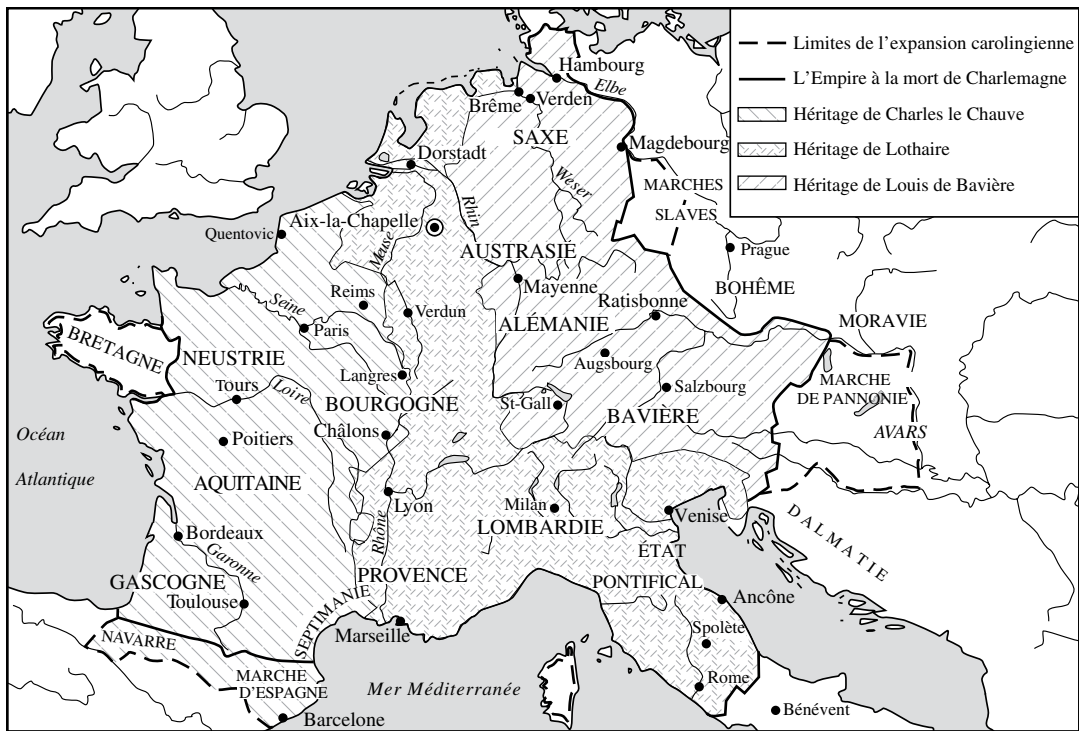 Limites de l’expansion carolingienne
L’Empire à la mort de Charlemagne
Héritage de Charles le Chauve
Héritage de Lothaire
Héritage de Louis de Bavière
Hambourg
Elbe
Brême
Verden
SAXE
Magdebourg
Dorstadt
Weser
MARCHES
SLAVES
Rhin
Aix-la-Chapelle
Quentovic
Meuse
AUSTRASIÉ
Prague
Mayenne
BOHÊME
Reims
Ratisbonne
Seine
Verdun
ALÉMANIE
MORAVIE
Paris
BRETAGNE
NEUSTRIE
Augsbourg
Langres
Salzbourg
MARCHE
DE PANNONIE
Tours
Loire
BOURGOGNE
St-Gall
BAVIÈRE
Océan
Atlantique
Châlons
AVARS
Poitiers
AQUITAINE
Lyon
Milan
Venise
LOMBARDIE
DALMATIE
Bordeaux
Rhône
ÉTAT
PONTIFICAL
Garonne
GASCOGNE
PROVENCE
Toulouse
Ancône
SEPTIMANIE
Marseille
Spolète
NAVARRE
MARCHE
D’ESPAGNE
Mer Méditerranée
Rome
Barcelone
Bénévent